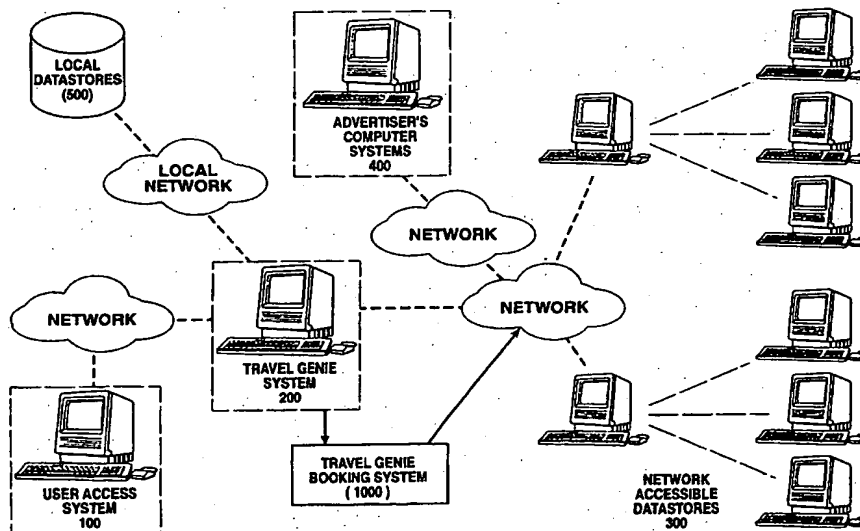 LOCAL
DATASTORES
(500)
ADVERTISER'S
COMPUTER
SYSTEMS
400
LOCAL
NETWORK
NETWORK
NETWORK
NETWORK
TRAVEL GENIE
SYSTEM
200
TRAVEL GENIE
BOOKING SYSTEM
( 1000 )
USER ACCESS
SYSTEM
100
NETWORK
ACCESSIBLE
DATASTORES
300